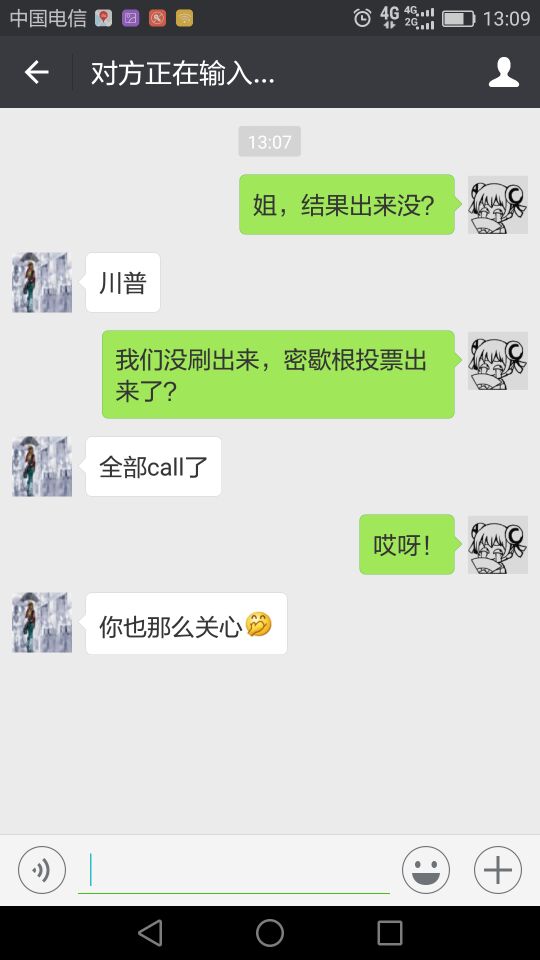 中国电信 4G 4G 2G 13:09
对方正在输入...
13:07
姐，结果出来没？
川普
我们没刷出来，密歇根投票出
来了？
全部call了
哎呀！
你也那么关心🤭